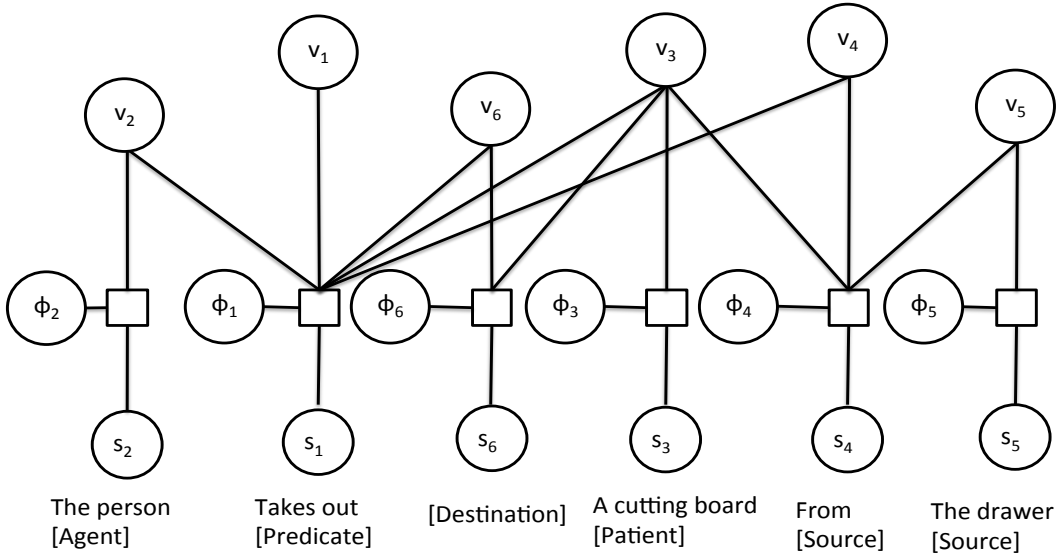 v1
v4
v3
v2
v6
v5
ϕ2
ϕ1
ϕ6
ϕ3
ϕ4
ϕ5
s2
s1
s6
s3
s4
s5
The person
[Agent]
Takes out
[Predicate]
[Destination]
A cutting board
[Patient]
From
[Source]
The drawer
[Source]